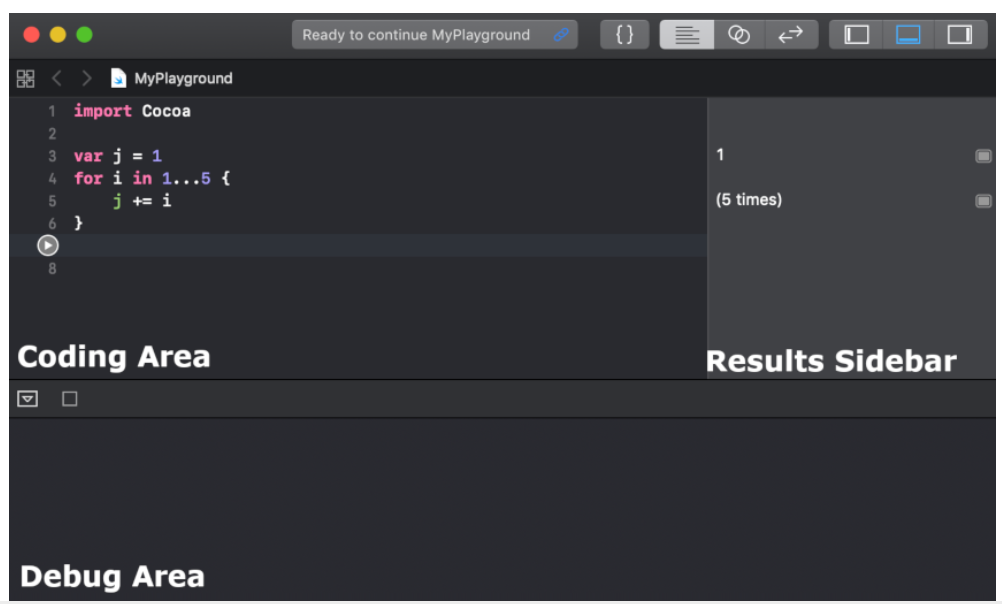 Ready to continue MyPlayground
{}
MyPlayground
1 import Cocoa
2
3 var j = 1
1
4 for i in 1...5 {
5 j += i
(5 times)
6 }
8
Coding Area
Results Sidebar
Debug Area